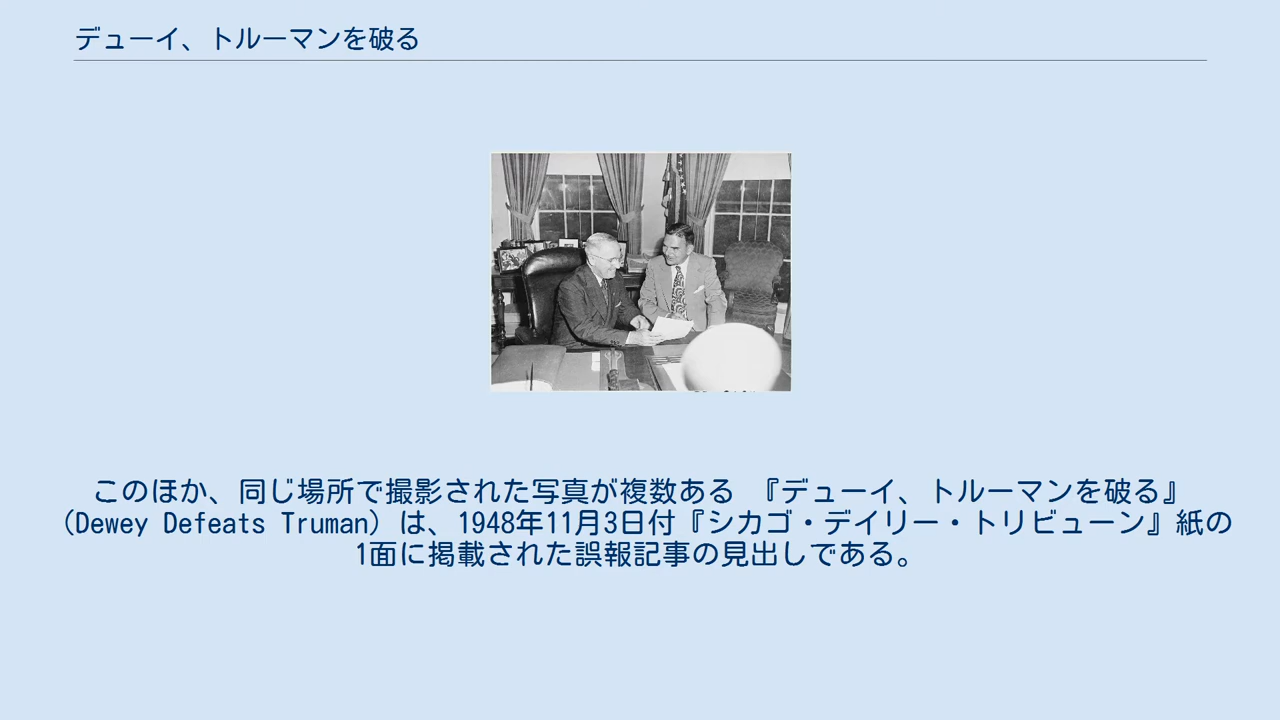 デューイ、トルーマンを破る
このほか、同じ場所で撮影された写真が複数ある 『デューイ、トルーマンを破る』
(Dewey Defeats Truman) は、1948年11月3日付『シカゴ・デイリー・トリビューン』紙の
1面に掲載された誤報記事の見出しである。